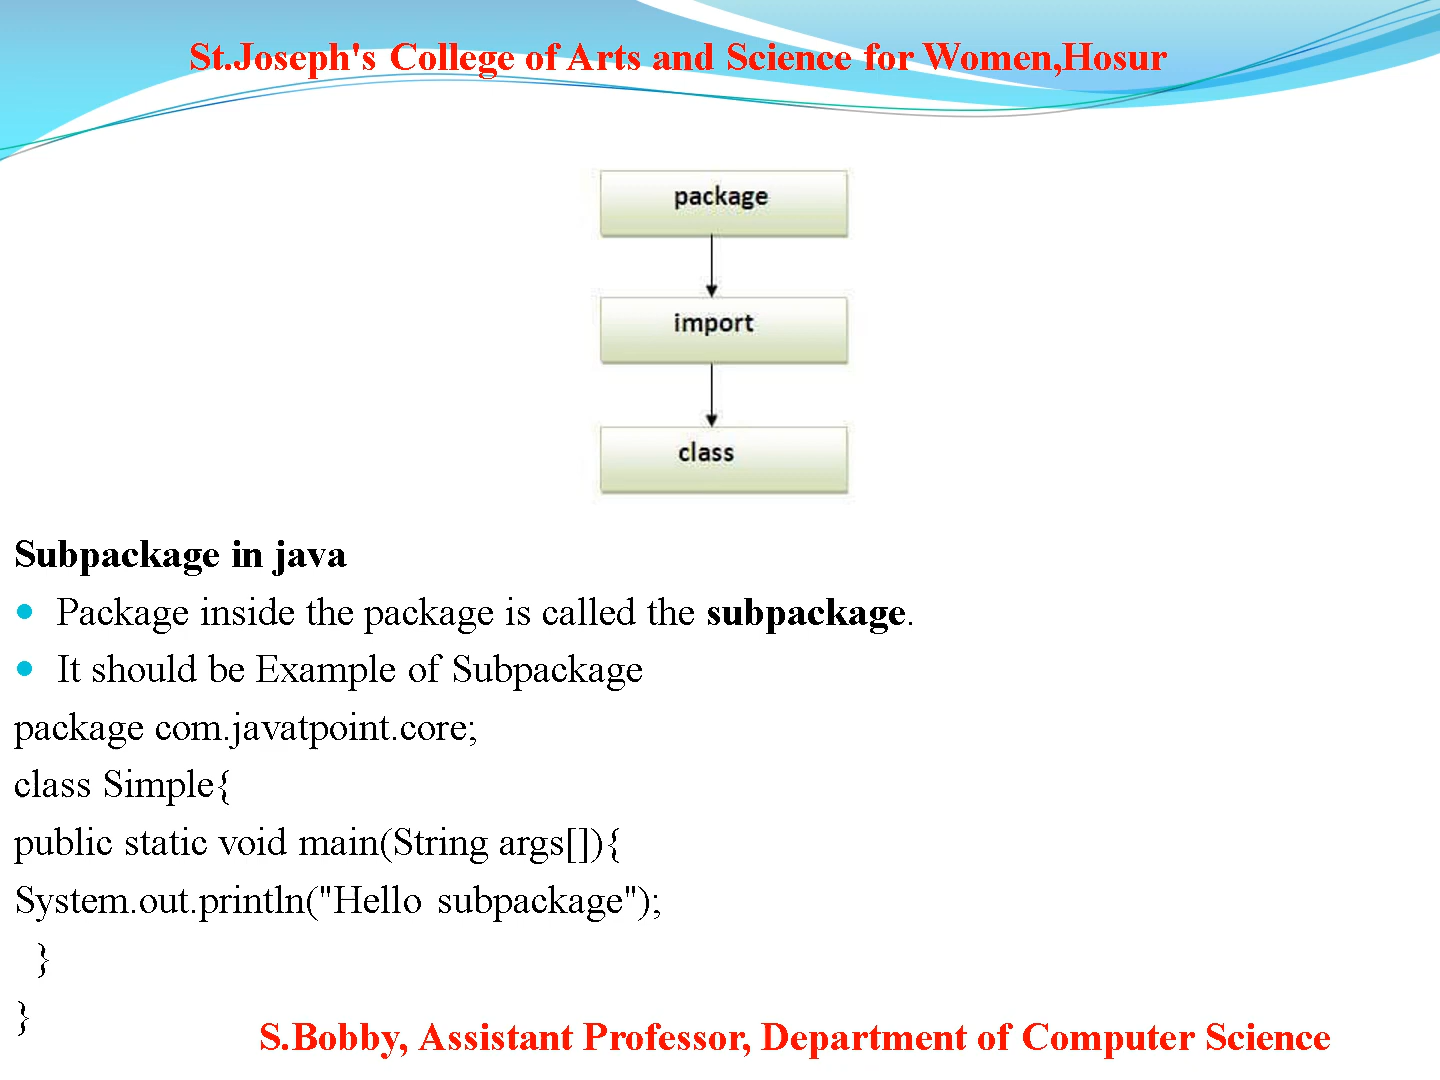 St.Joseph's College of Arts and Science for Women,Hosur
package
import
class
Subpackage in java
• Package inside the package is called the subpackage.
• It should be Example of Subpackage
package com.javatpoint.core;
class Simple{
public static void main(String args[]){
System.out.println("Hello subpackage");
}
}
S.Bobby, Assistant Professor, Department of Computer Science